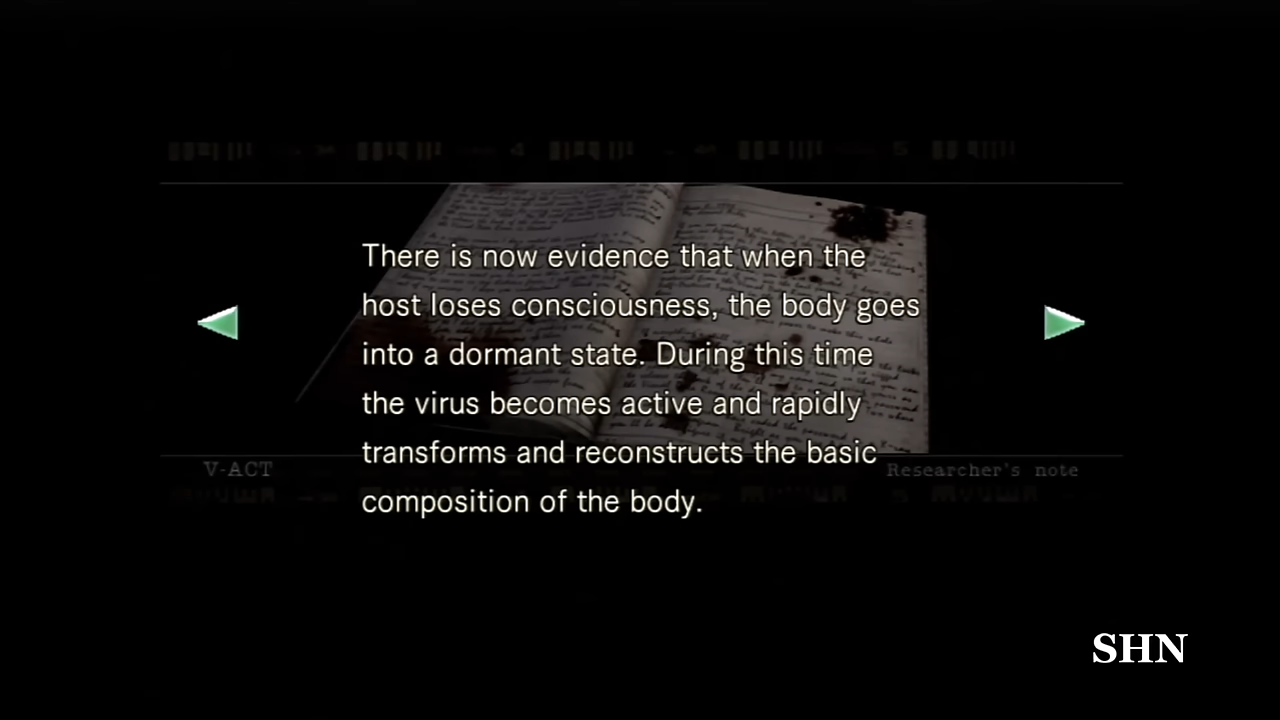 There is now evidence that when the
host loses consciousness, the body goes
into a dormant state. During this time
the virus becomes active and rapidly
transforms and reconstructs the basic
composition of the body.
V-ACT
Researcher's note
SHN